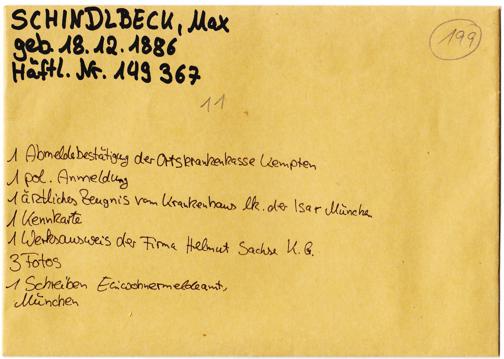 SCHINDLBECK, Max
geb. 18.12.1886
Häftl. Nr. 149 367
199
11
1 Abmeldebestätigung der Ortskrankenkasse Kempten
1 pol. Anmeldung
1 ärztliches Zeugnis vom Krankenhaus lk. der Isar München
1 Kennkarte
1 Werksausweis der Firma Helmut Sachse K.G.
3 Fotos
1 Schreiben Einwohnermeldeamt,
München